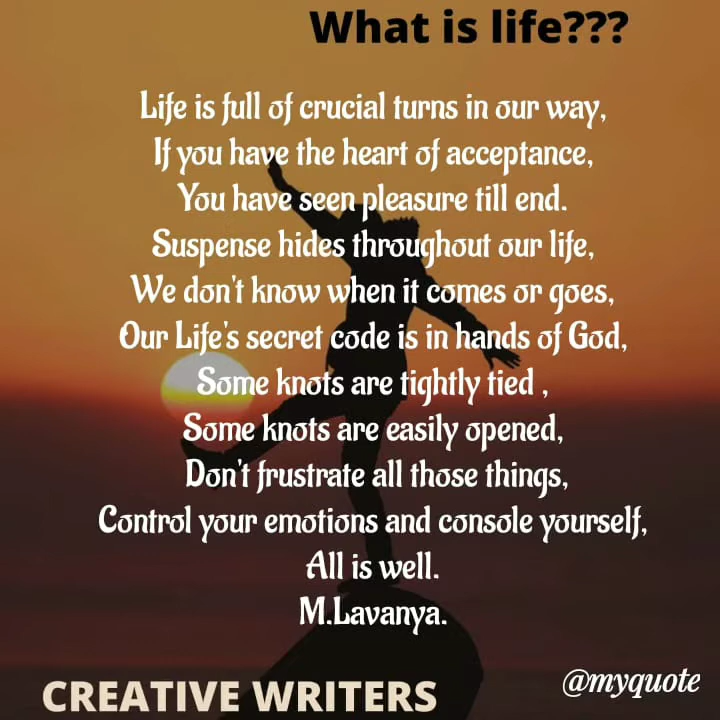 What is life???
Life is full of crucial turns in our way,
If you have the heart of acceptance,
You have seen pleasure till end.
Suspense hides throughout our life,
We don't know when it comes or goes,
Our Life's secret code is in hands of God,
Some knots are tightly tied ,
Some knots are easily opened,
Don't frustrate all those things,
Control your emotions and console yourself,
All is well.
M.Lavanya.
CREATIVE WRITERS
@myquote